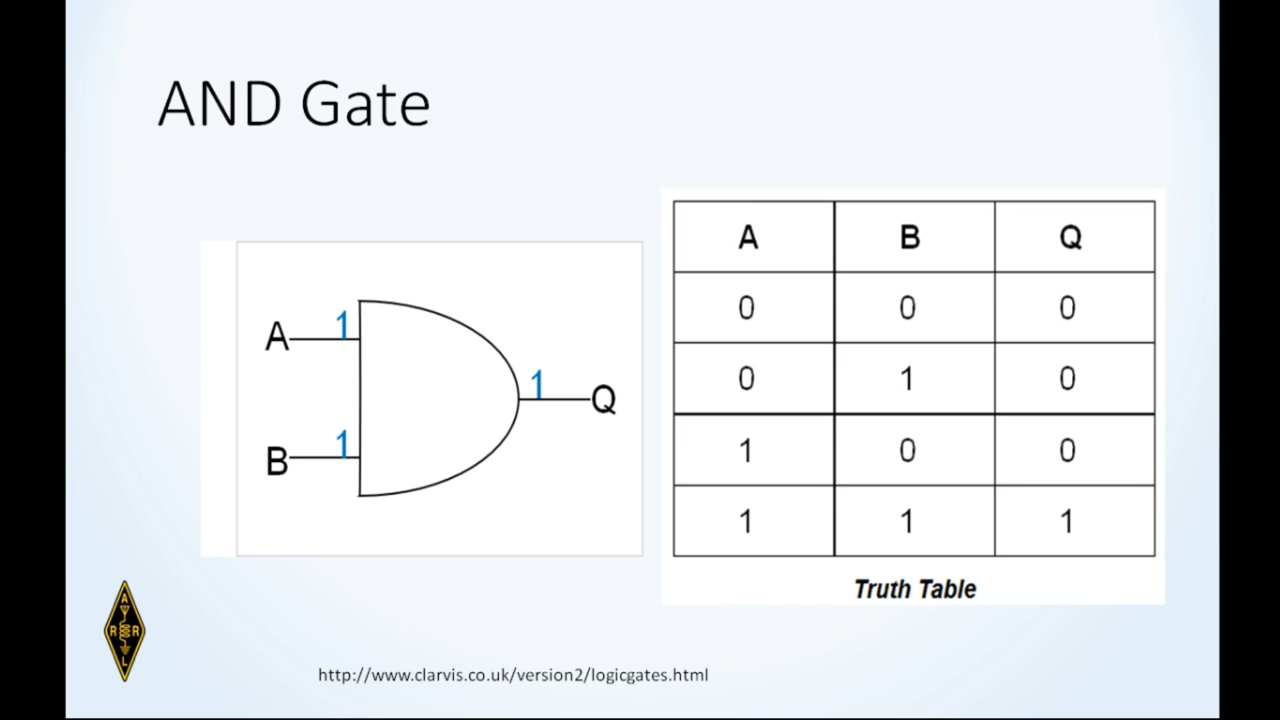 AND Gate
A 1
1 Q
B 1
A B Q
0 0 0
0 1 0
1 0 0
1 1 1
Truth Table
A
R R
L
http://www.clarvis.co.uk/version2/logicgates.html